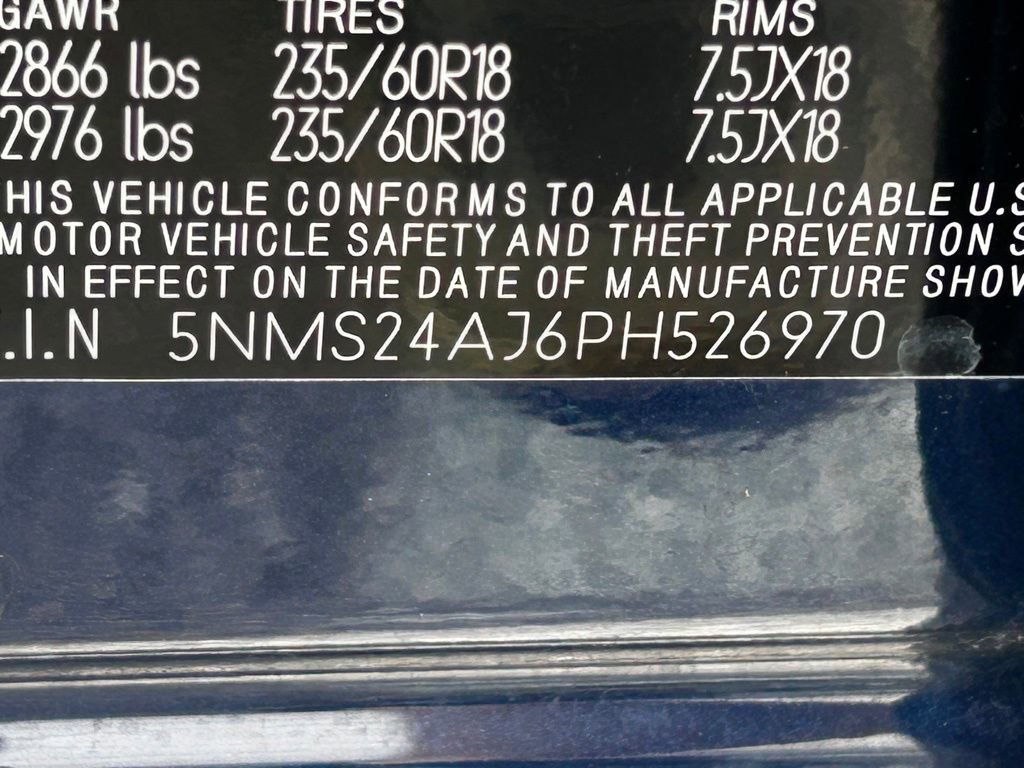 GAWR TIRES RIMS
2866 lbs 235/60R18 7.5JX18
2976 lbs 235/60R18 7.5JX18
HIS VEHICLE CONFORMS TO ALL APPLICABLE U.S
MOTOR VEHICLE SAFETY AND THEFT PREVENTION S
IN EFFECT ON THE DATE OF MANUFACTURE SHOW
.I.N 5NMS24AJ6PH526970